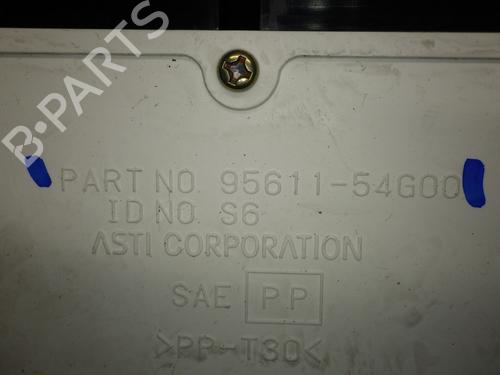 B-PARTS
PART NO. 95611-54G00
ID NO. S6
ASTI CORPORATION
SAE PP
>PP-T30<